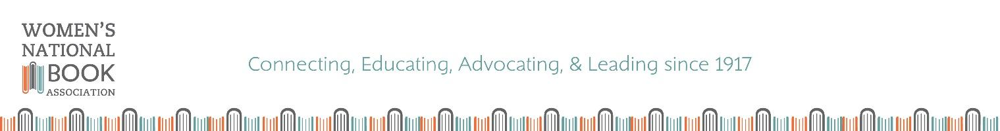 WOMEN'S
NATIONAL
BOOK
ASSOCIATION
Connecting, Educating, Advocating, & Leading since 1917